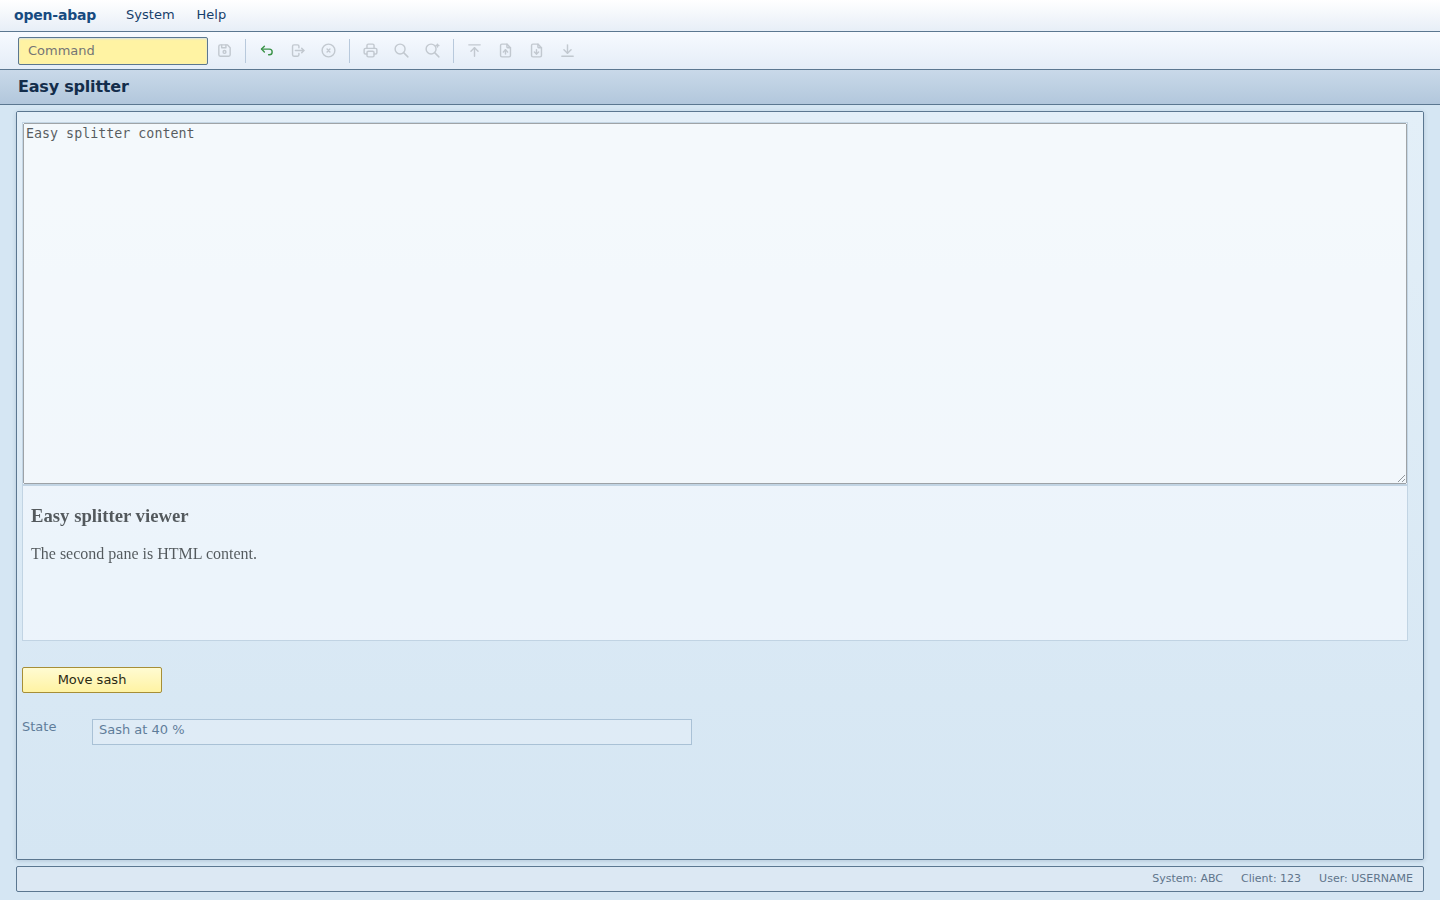 open-abap System Help
Command
Easy splitter
Easy splitter content
Easy splitter viewer
The second pane is HTML content.
Move sash
State Sash at 40 %
System: ABC Client: 123 User: USERNAME